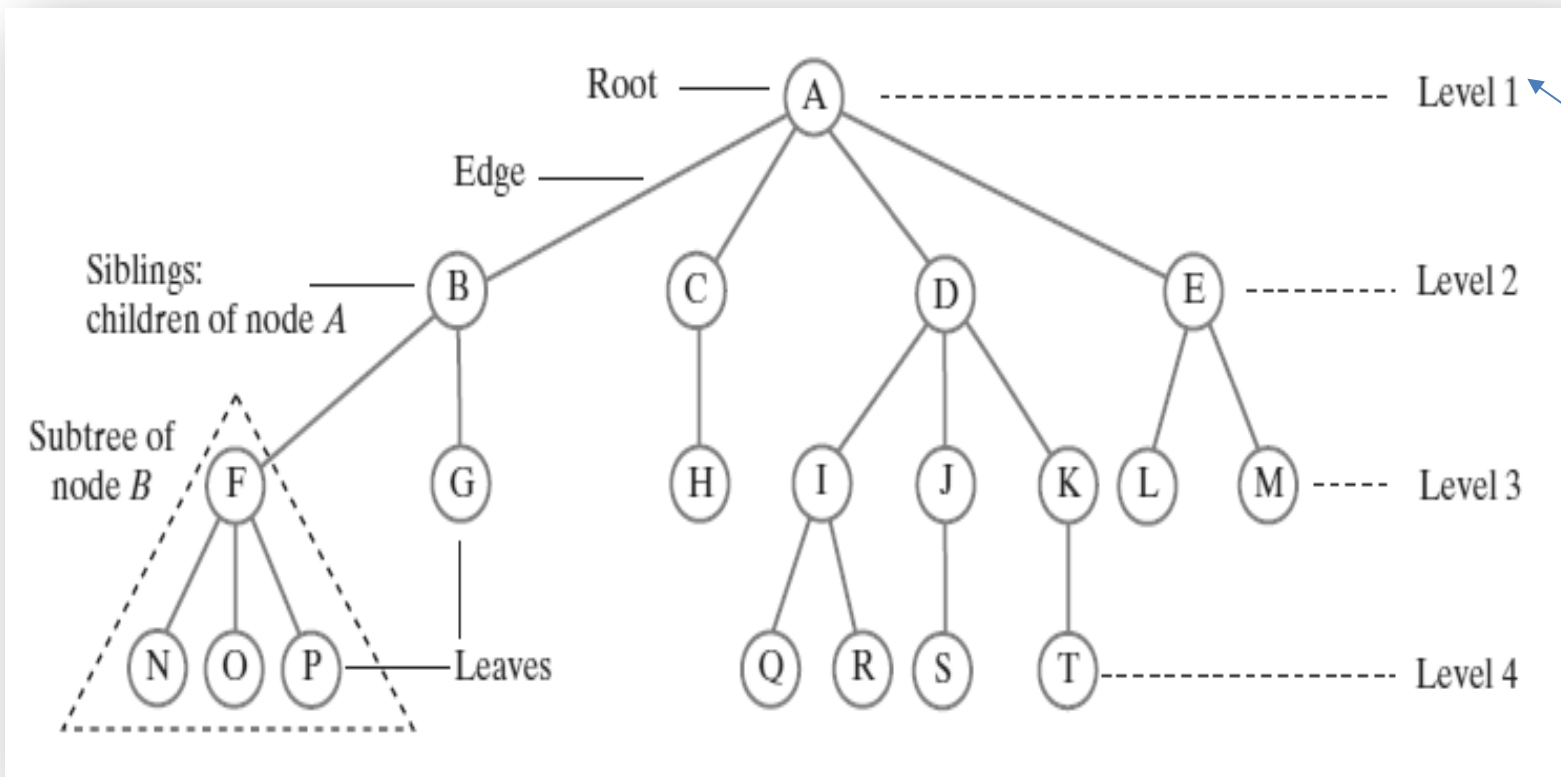 Root
A
Level 1
Edge
Siblings:
children of node A
B
C
D
E
Level 2
Subtree of
node B
F
G
H
I
J
K
L
M
Level 3
N
O
P
Leaves
Q
R
S
T
Level 4